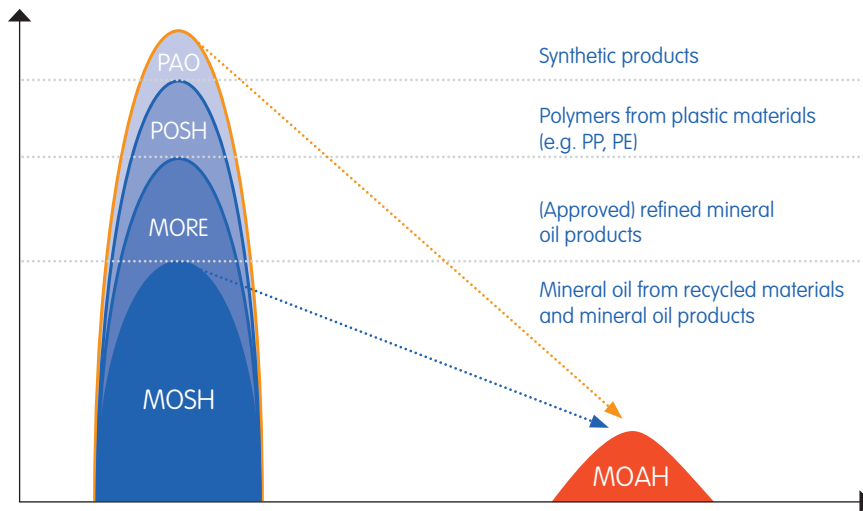 PAO
Synthetic products
POSH
Polymers from plastic materials
(e.g. PP, PE)
MORE
(Approved) refined mineral
oil products
MOSH
Mineral oil from recycled materials
and mineral oil products
MOAH